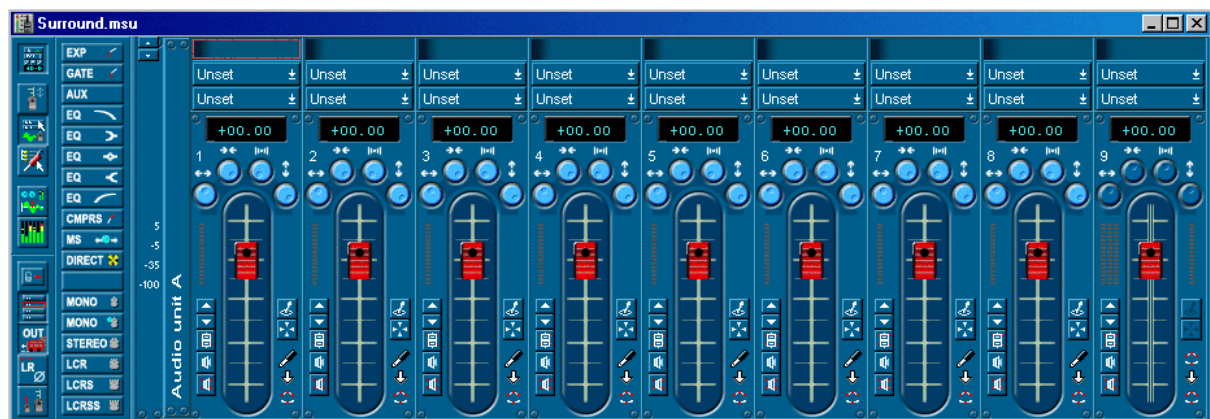 Surround.msu
EXP
GATE
AUX
EQ
EQ
EQ
EQ
EQ
CMPRS
MS
DIRECT
MONO
MONO
STEREO
LCR
LCRS
LCRSS
OUT
LR
5
-5
-35
-100
Audio unit A
Unset Unset Unset Unset Unset Unset Unset Unset Unset
Unset Unset Unset Unset Unset Unset Unset Unset Unset
+00.00 +00.00 +00.00 +00.00 +00.00 +00.00 +00.00 +00.00 +00.00
1 2 3 4 5 6 7 8 9